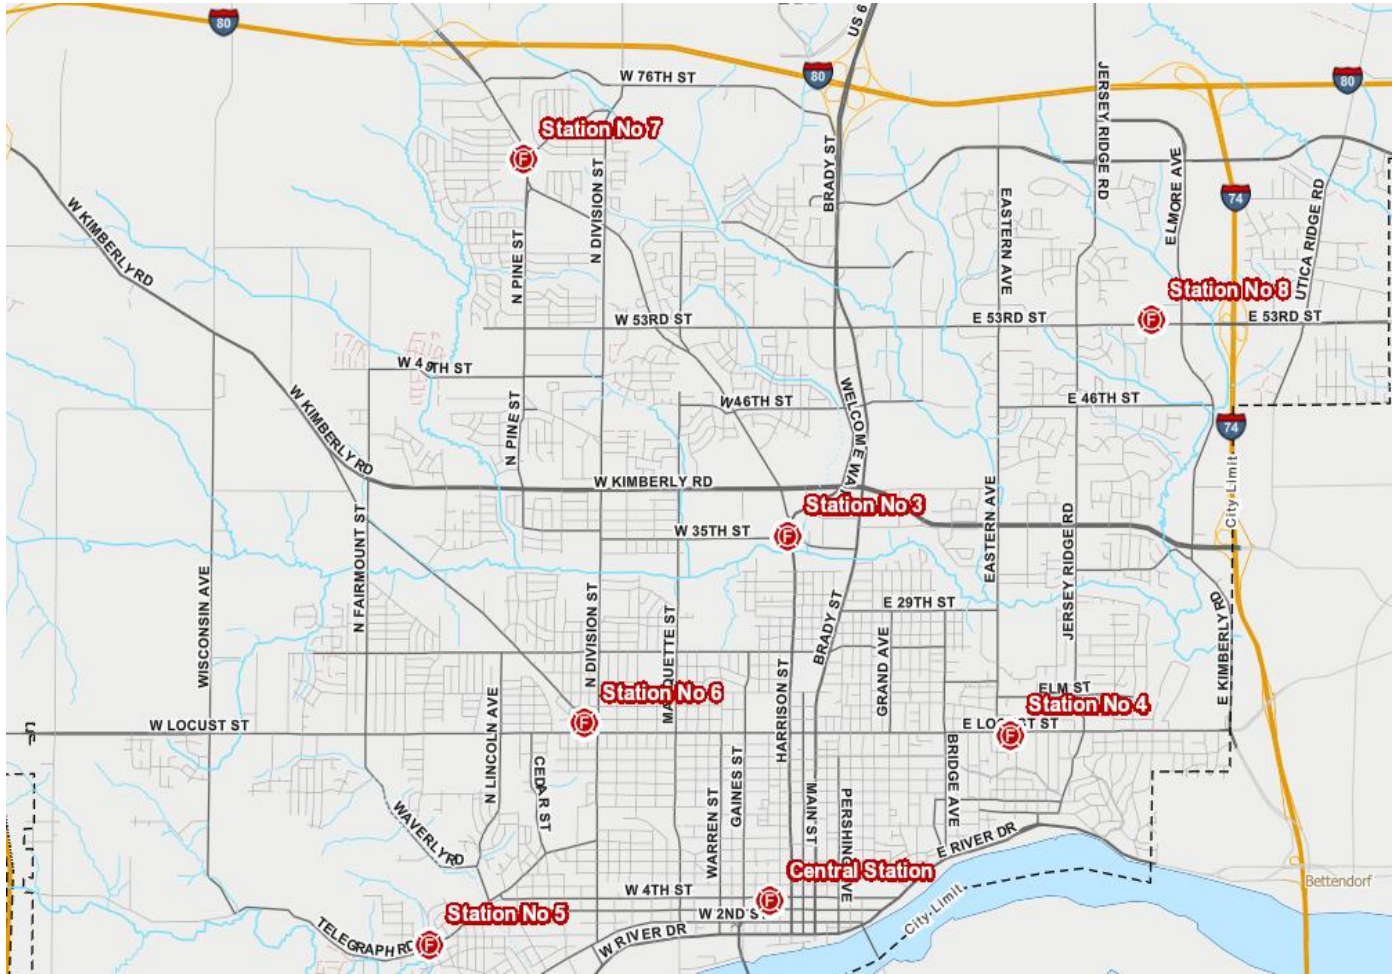 80
US 6
W 76TH ST
80
JERSEY RIDGE RD
80
Station No 7
F
BRADY ST
ELMORE AVE
W KIMBERLY RD
N DIVISION ST
EASTERN AVE
74
UTICA RIDGE RD
N PINE ST
Station No 8
F
W 53RD ST
E 53RD ST
E 53RD ST
W 49TH ST
W 46TH ST
WELCOME WA
E 46TH ST
W KIMBERLY RD
N PINE ST
74
W KIMBERLY RD
City Limit
Station No 3
F
W 35TH ST
EASTERN AVE
JERSEY RIDGE RD
N FAIRMOUNT ST
WISCONSIN AVE
N DIVISION ST
E 29TH ST
BRADY ST
GRAND AVE
E KIMBERLY RD
HARRISON ST
Station No 6
F
ELM ST
Station No 4
F
W LOCUST ST
N LINCOLN AVE
CEDAR ST
GAINES ST
WARREN ST
MAIN ST
PERSHING AVE
BRIDGE AVE
WAVERLY RD
E RIVER DR
Central Station
F
Bettendorf
W 4TH ST
W 2ND ST
City Limit
Station No 5
F
TELEGRAPH RD
W RIVER DR